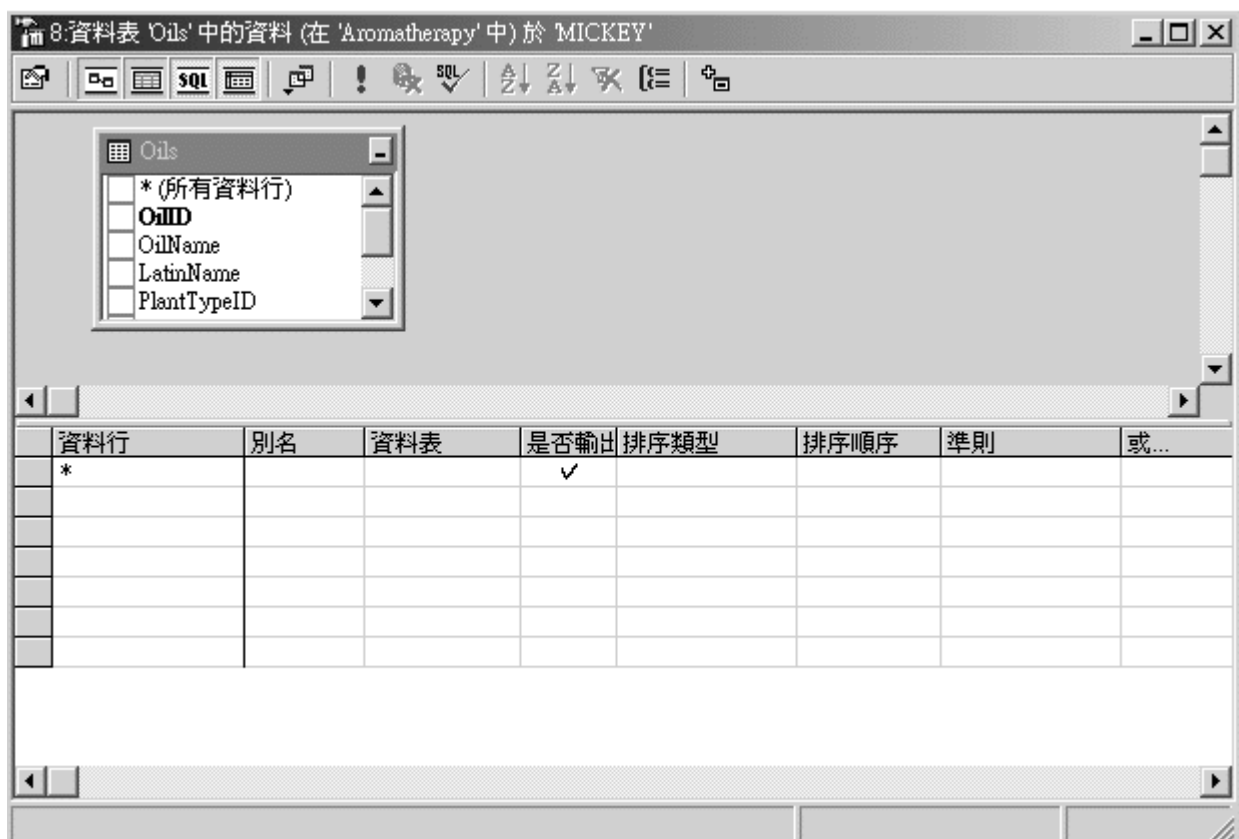 8:資料表 'Oils' 中的資料 (在 'Aromatherapy' 中) 於 'MICKEY'
SQL SQL A Z Z A
Oils
* (所有資料行)
OilID
OilName
LatinName
PlantTypeID
資料行 別名 資料表 是否輸出 排序類型 排序順序 準則 或...
*